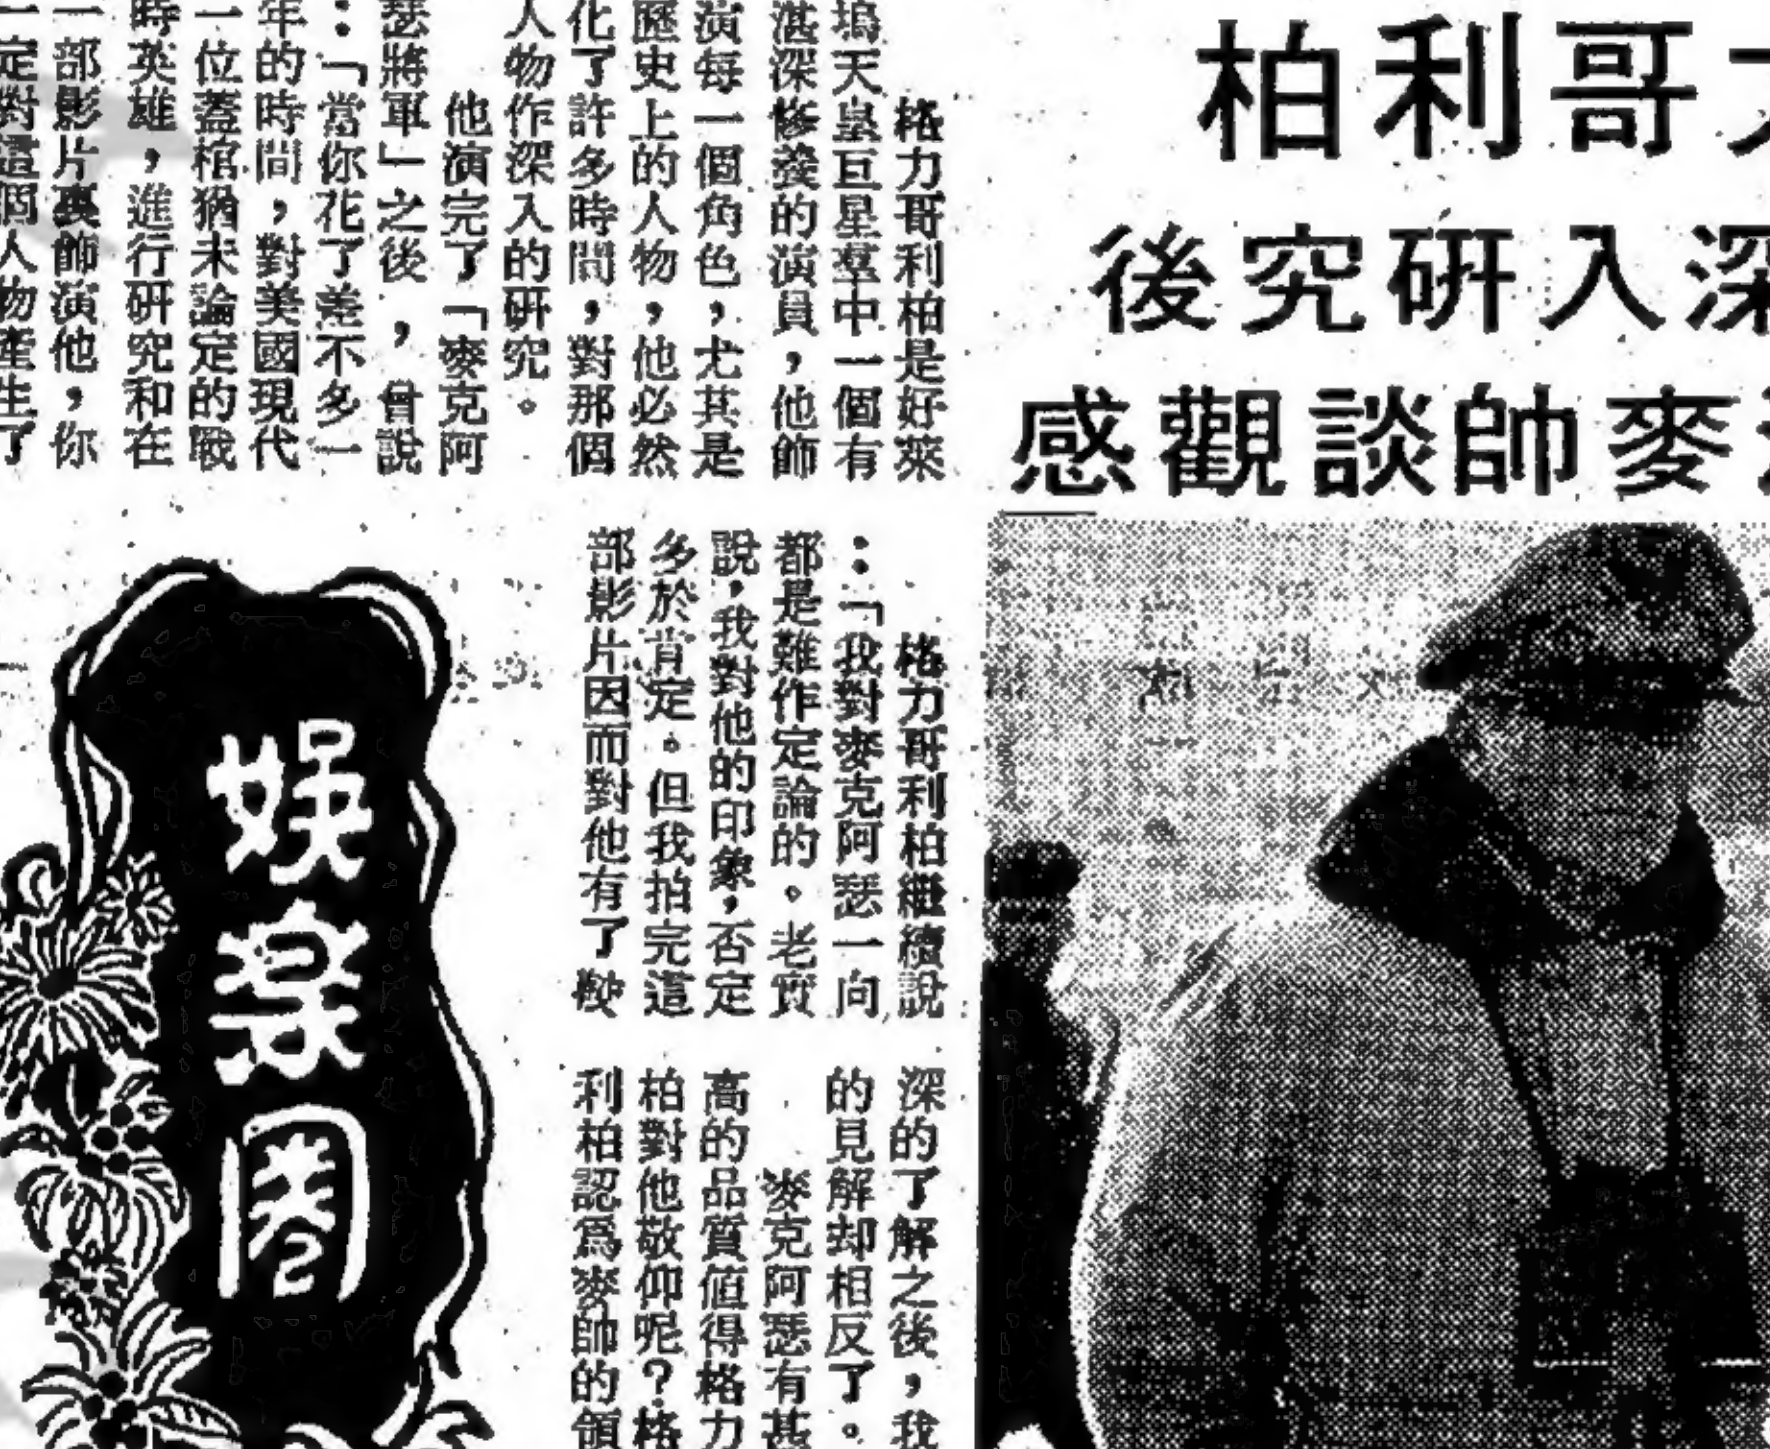 哥利柏
深入研究後
麥帥談觀感
格力哥利柏是好萊
塢天皇巨星羣中一個有
湛深修養的演員，他飾
演每一個角色，尤其是
歷史上的人物，他必然
化了許多時間，對那個
人物作深入的研究。
他演完了「麥克阿
瑟將軍」之後，曾說
：「當你花了差不多一
年的時間，對美國現代
一位蓋棺猶未論定的戰
時英雄，進行研究和在
一部影片裏飾演他，你
一定對這個人物產生了
格力哥利柏繼續說
：「我對麥克阿瑟一向
都是難作定論的。老實
說，我對他的印象，否定
多於肯定。但我拍完這
部影片因而對他有了較
深的了解之後，我
的見解却相反了。
麥克阿瑟有甚
高的品質值得格力
柏對他敬仰呢？格
利柏認爲麥帥的領
娛樂圈